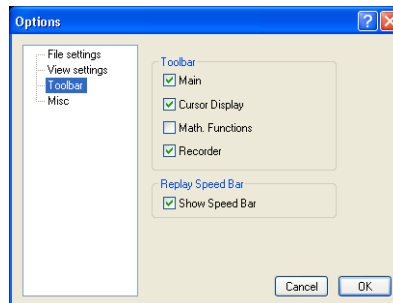 Options
File settings
View settings
Toolbar
Misc
Toolbar
Main
Cursor Display
Math. Functions
Recorder
Replay Speed Bar
Show Speed Bar
Cancel
OK